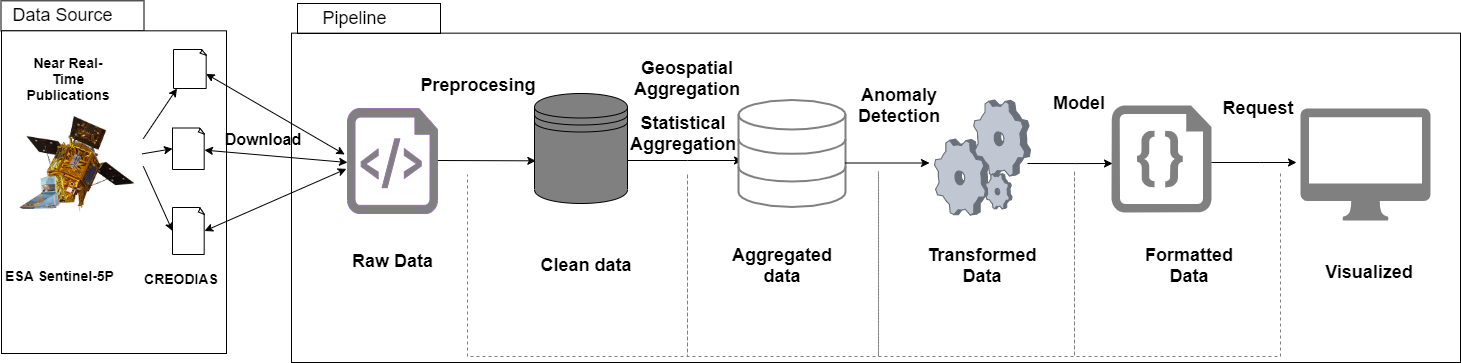 Data Source
Near Real-
Time
Publications
ESA Sentinel-5P
CREODIAS
Download
Pipeline
Preprocesing
Geospatial
Aggregation
Statistical
Aggregation
Anomaly
Detection
Model
Request
</>
{}
Raw Data
Clean data
Aggregated
data
Transformed
Data
Formatted
Data
Visualized